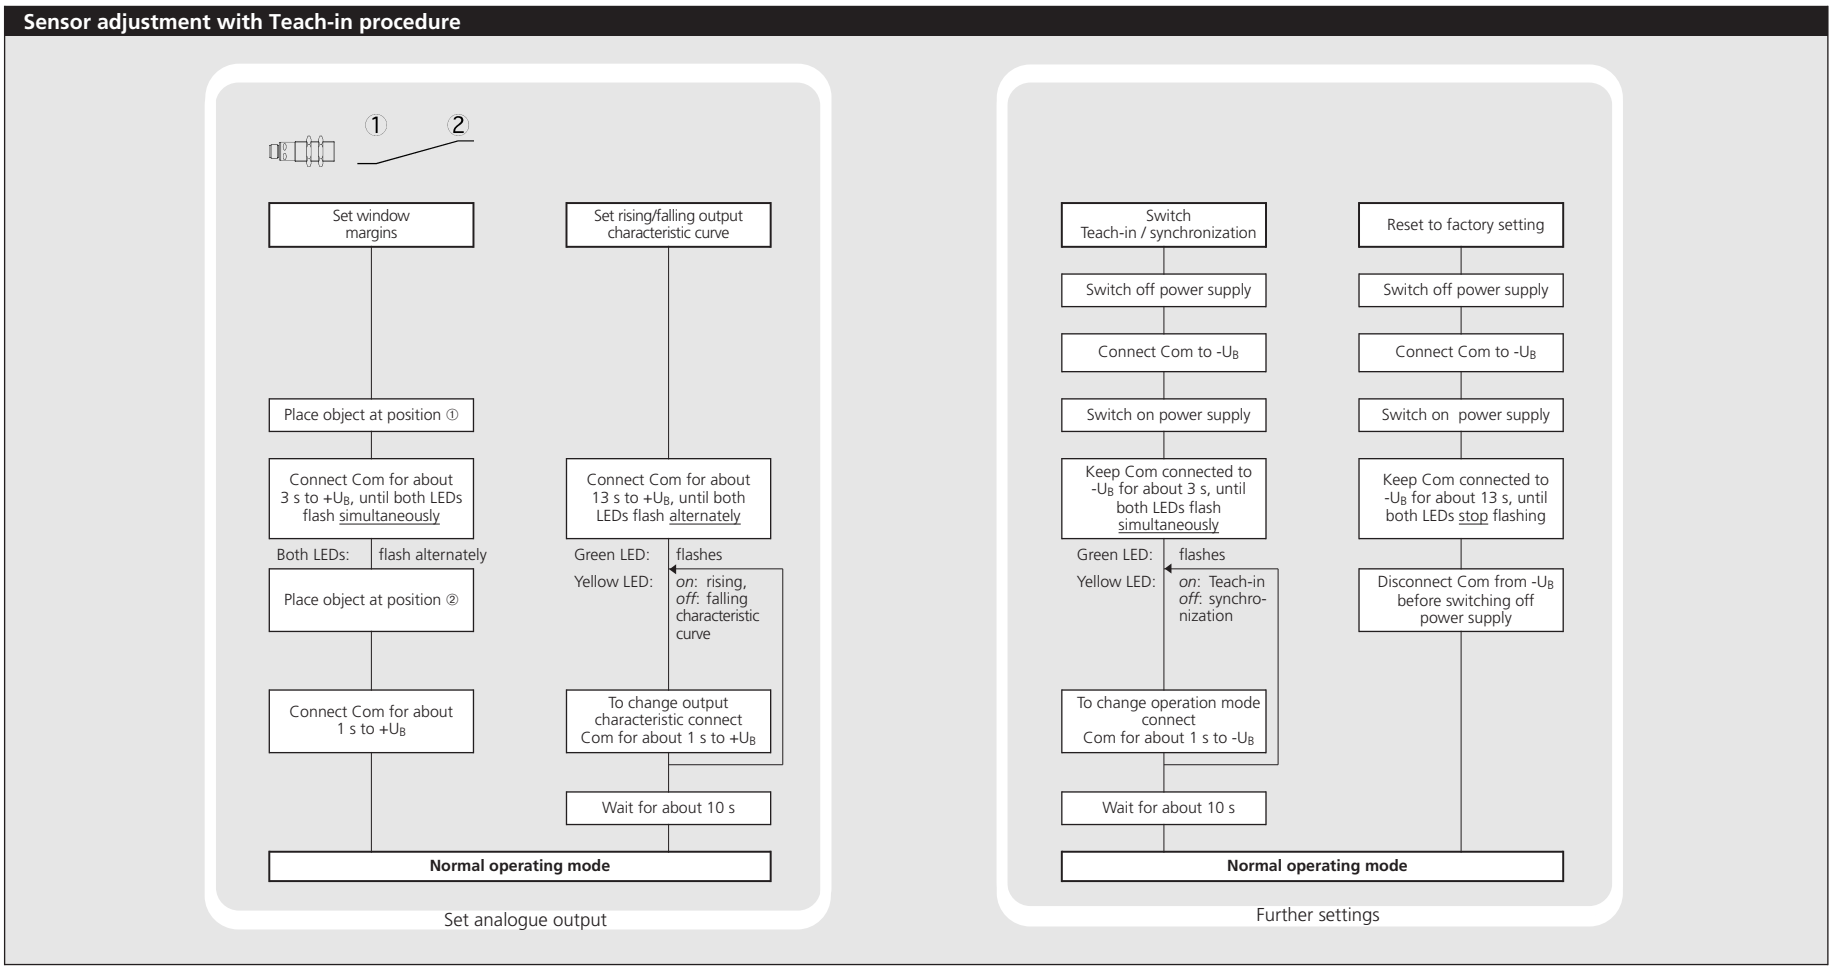 Sensor adjustment with Teach-in procedure
① ②
Set window
margins
Place object at position ①
Connect Com for about
3 s to +UB, until both LEDs
flash simultaneously
Both LEDs: flash alternately
Place object at position ②
Connect Com for about
1 s to +UB
Set rising/falling output
characteristic curve
Connect Com for about
13 s to +UB, until both
LEDs flash alternately
Green LED: flashes
Yellow LED: on: rising,
off: falling
characteristic
curve
To change output
characteristic connect
Com for about 1 s to +UB
Wait for about 10 s
Normal operating mode
Set analogue output
Switch
Teach-in / synchronization
Switch off power supply
Connect Com to -UB
Switch on power supply
Keep Com connected to
-UB for about 3 s, until
both LEDs flash
simultaneously
Green LED: flashes
Yellow LED: on: Teach-in
off: synchro-
nization
To change operation mode
connect
Com for about 1 s to -UB
Wait for about 10 s
Reset to factory setting
Switch off power supply
Connect Com to -UB
Switch on power supply
Keep Com connected to
-UB for about 13 s, until
both LEDs stop flashing
Disconnect Com from -UB
before switching off
power supply
Normal operating mode
Further settings